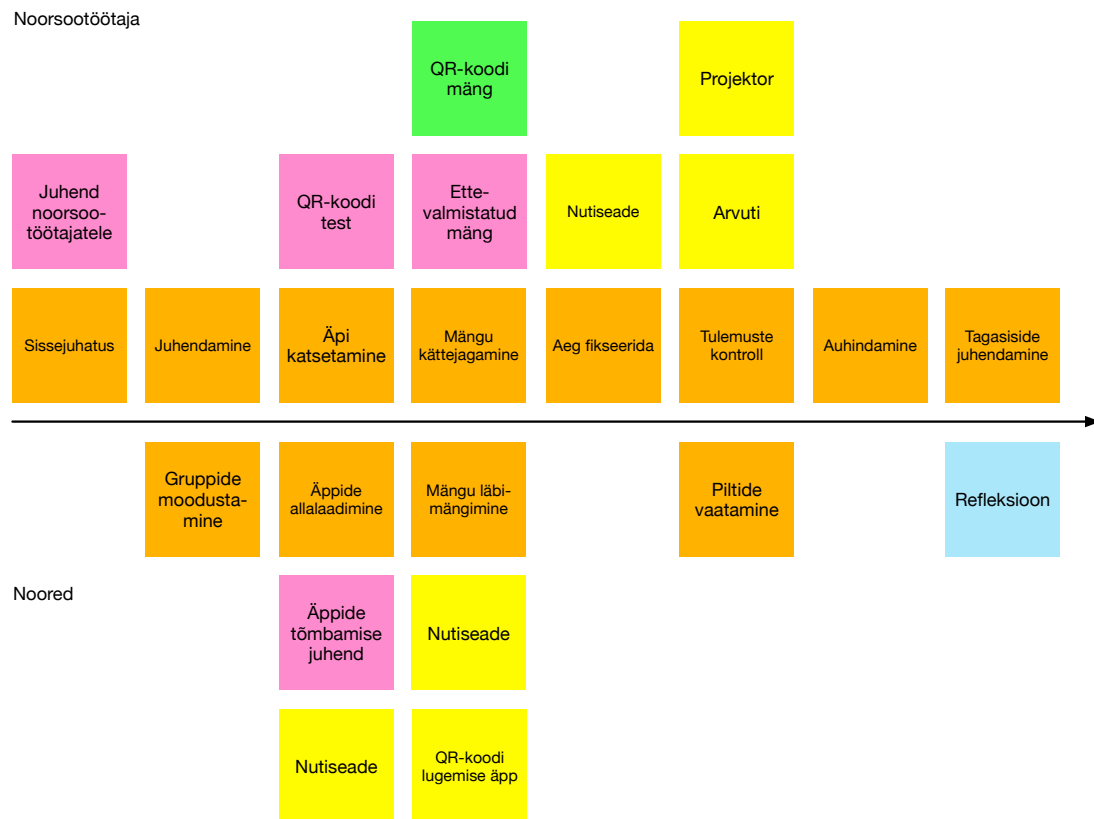 Noorsootöötaja
QR-koodi
mäng
Projektor
Juhend
noorsoo-
töötajatele
QR-koodi
test
Ette-
valmistatud
mäng
Nutiseade
Arvuti
Sissejuhatus
Juhendamine
Äpi
katsetamine
Mängu
kättejagamine
Aeg fikseerida
Tulemuste
kontroll
Auhindamine
Tagasiside
juhendamine
Gruppide
moodusta-
mine
Äppide
allalaadimine
Mängu läbi-
mängimine
Piltide
vaatamine
Refleksioon
Noored
Äppide
tõmbamise
juhend
Nutiseade
Nutiseade
QR-koodi
lugemise äpp